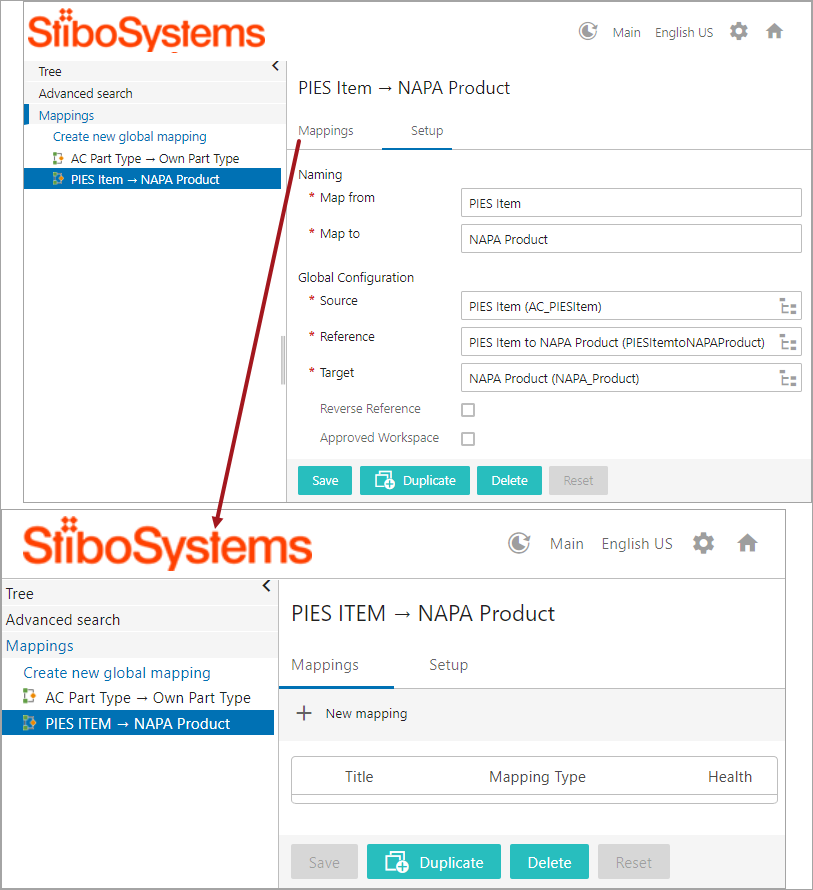 StiboSystems
Main English US
Tree
Advanced search
Mappings
Create new global mapping
AC Part Type → Own Part Type
PIES Item → NAPA Product
PIES Item → NAPA Product
Mappings Setup
Naming
* Map from PIES Item
* Map to NAPA Product
Global Configuration
* Source PIES Item (AC_PIESItem)
* Reference PIES Item to NAPA Product (PIESItemtoNAPAProduct)
* Target NAPA Product (NAPA_Product)
Reverse Reference
Approved Workspace
Save Duplicate Delete Reset
StiboSystems
Main English US
Tree
Advanced search
Mappings
Create new global mapping
AC Part Type → Own Part Type
PIES ITEM → NAPA Product
PIES ITEM → NAPA Product
Mappings Setup
+ New mapping
Title Mapping Type Health
Save Duplicate Delete Reset